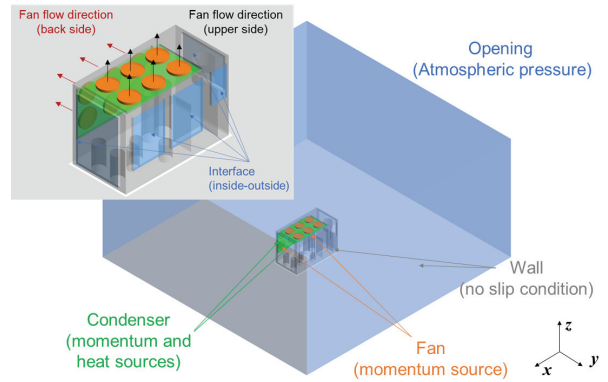 Fan flow direction
(back side)
Fan flow direction
(upper side)
Interface
(inside-outside)
Opening
(Atmospheric pressure)
Wall
(no slip condition)
Condenser
(momentum and
heat sources)
Fan
(momentum source)
z
x
y